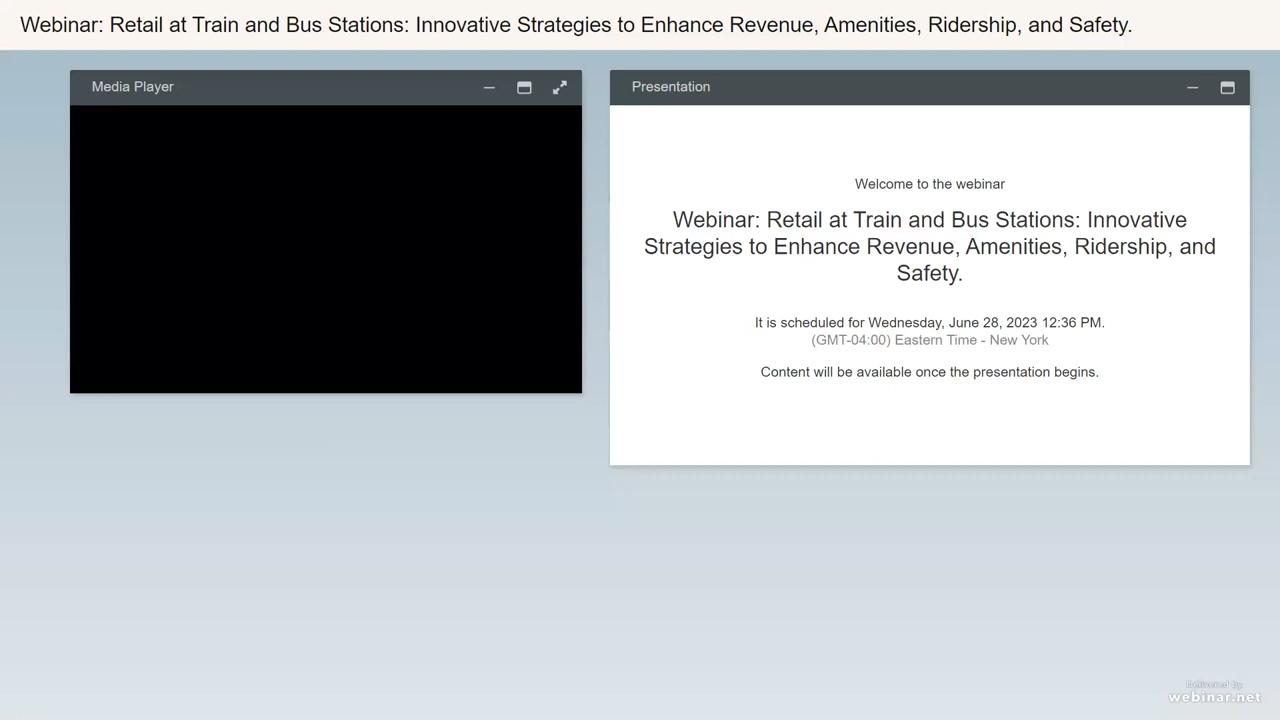 Webinar: Retail at Train and Bus Stations: Innovative Strategies to Enhance Revenue, Amenities, Ridership, and Safety.
Media Player
Presentation
Welcome to the webinar
Webinar: Retail at Train and Bus Stations: Innovative
Strategies to Enhance Revenue, Amenities, Ridership, and
Safety.
It is scheduled for Wednesday, June 28, 2023 12:36 PM.
(GMT-04:00) Eastern Time - New York
Content will be available once the presentation begins.
Delivered by
webinar.net